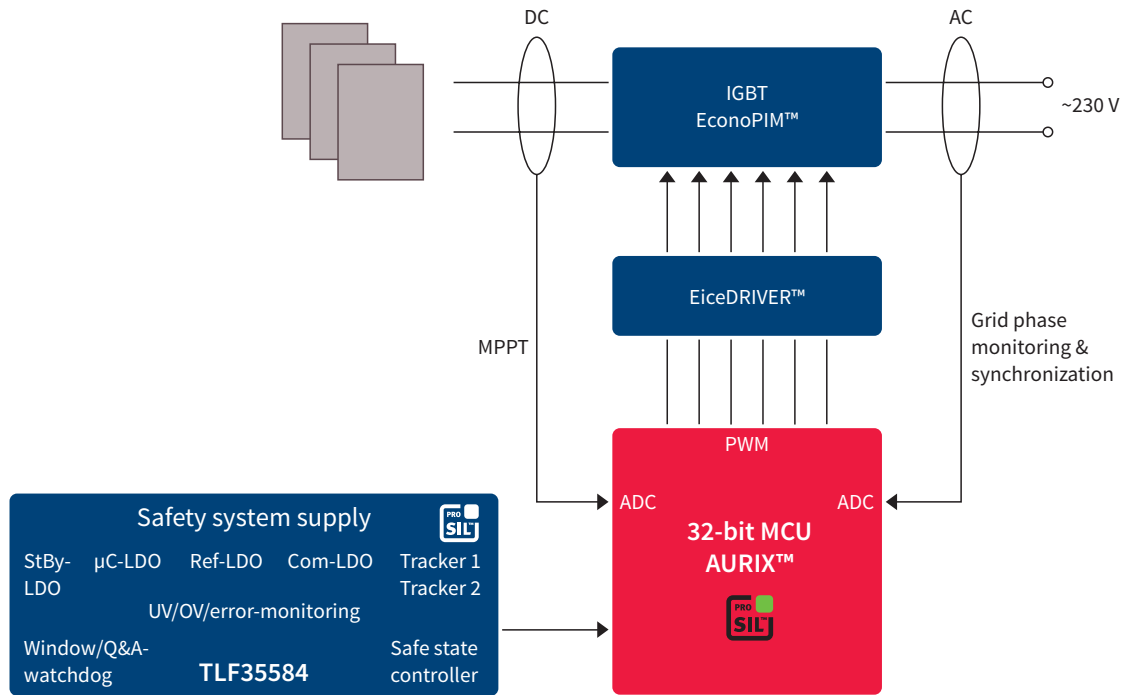 DC
AC
IGBT
EconoPIM™
~230 V
EiceDRIVER™
MPPT
Grid phase
monitoring &
synchronization
PWM
ADC
ADC
32-bit MCU
AURIX™
PRO
SIL™
Safety system supply
PRO
SIL™
StBy-
LDO
µC-LDO
Ref-LDO
Com-LDO
Tracker 1
Tracker 2
UV/OV/error-monitoring
Window/Q&A-
watchdog
TLF35584
Safe state
controller